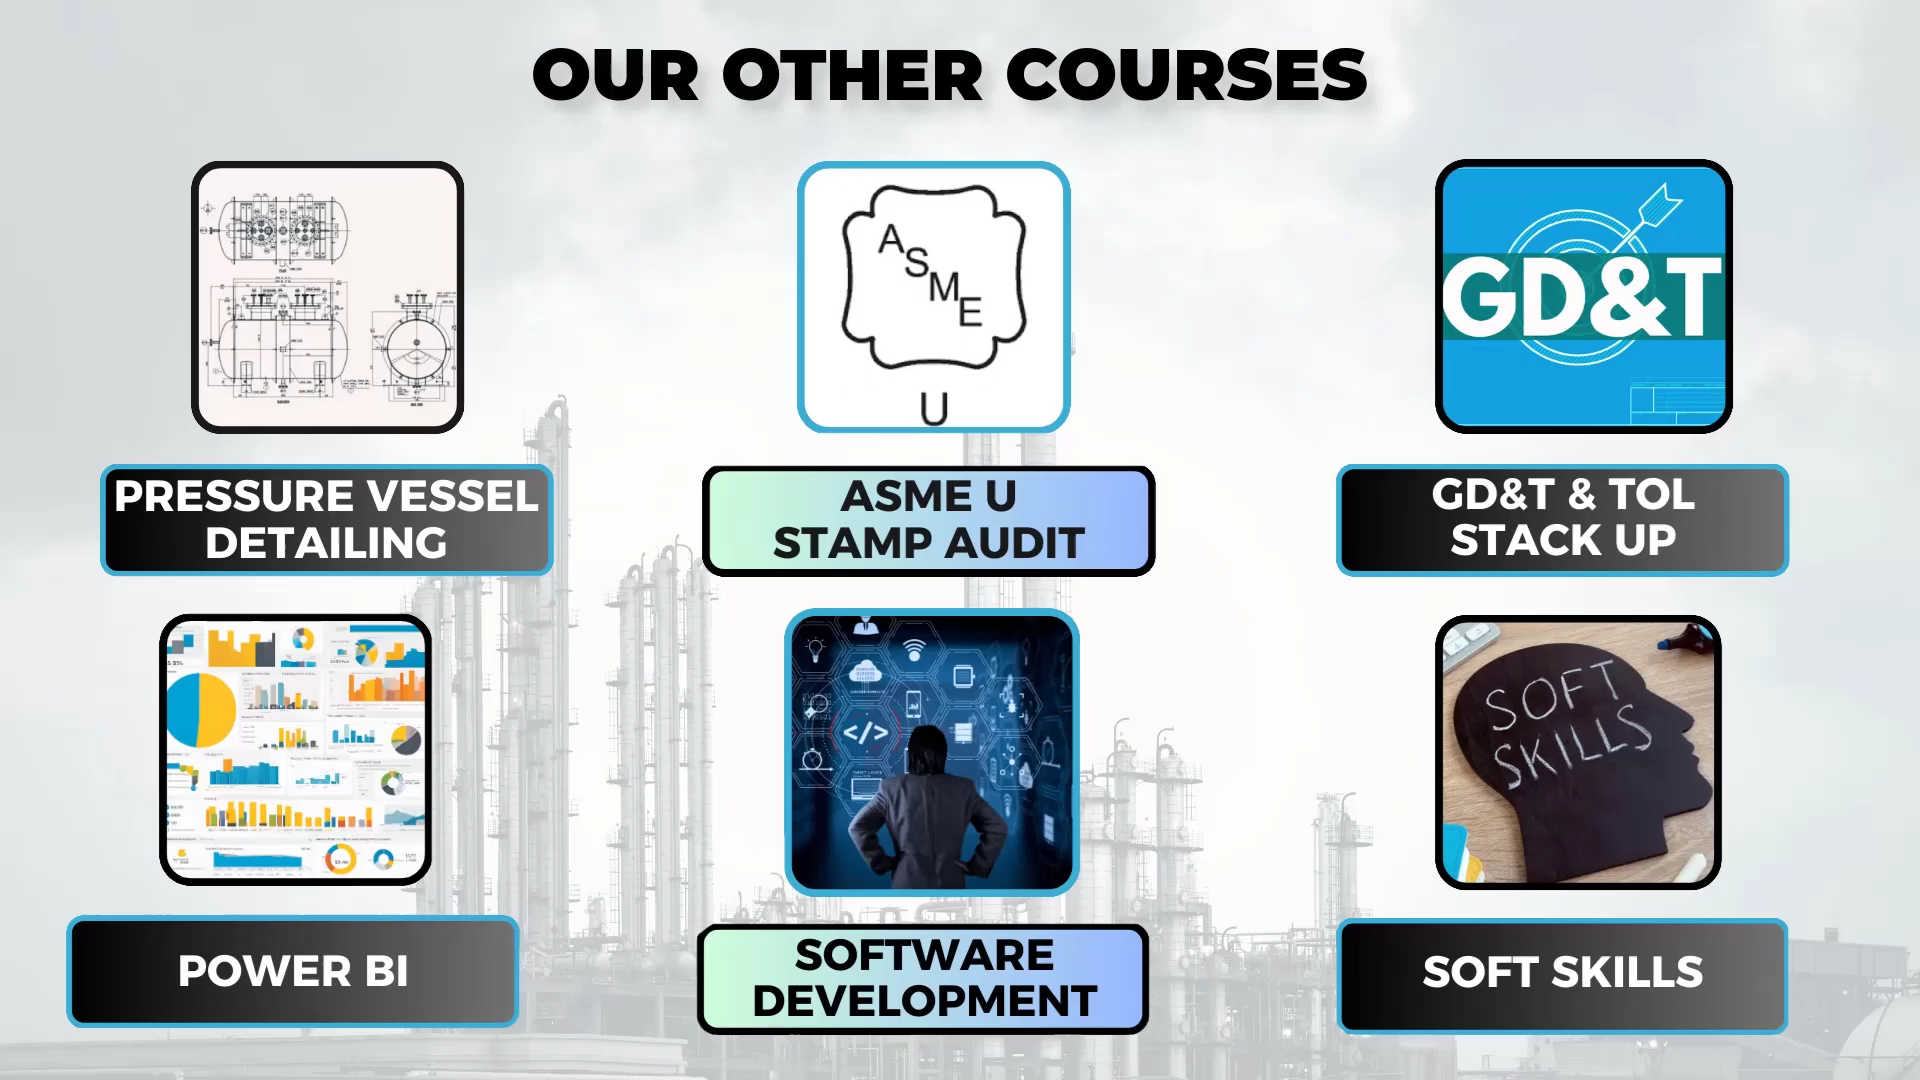 OUR OTHER COURSES
A
S
M
E
U
GD&T
PRESSURE VESSEL
DETAILING
ASME U
STAMP AUDIT
GD&T & TOL
STACK UP
</>
SOFT
SKILLS
POWER BI
SOFTWARE
DEVELOPMENT
SOFT SKILLS